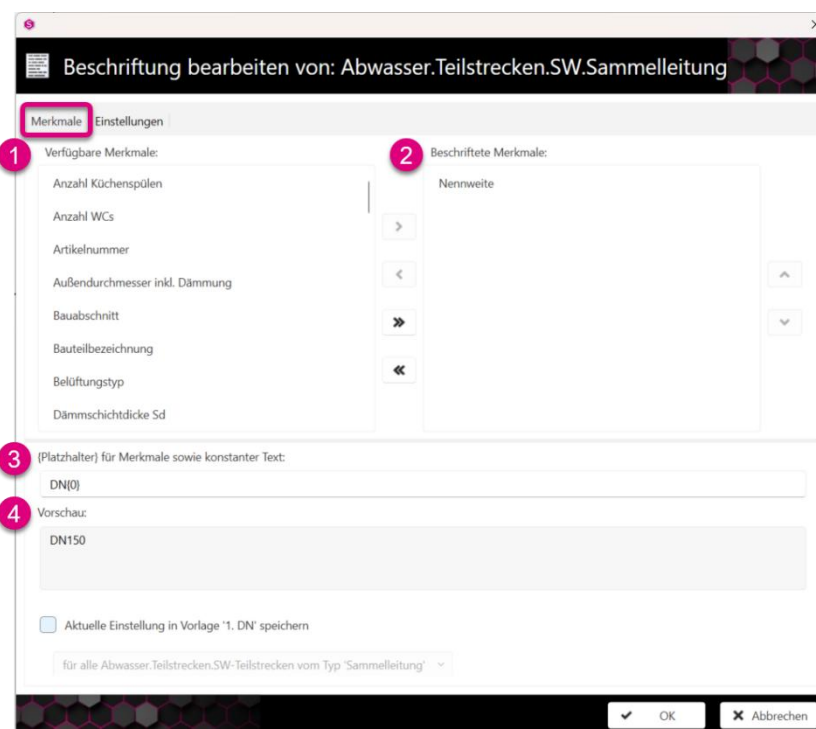 Beschriftung bearbeiten von: Abwasser.Teilstrecken.SW.Sammelleitung
Merkmale Einstellungen
1 Verfügbare Merkmale:
Anzahl Küchenspülen
Anzahl WCs
Artikelnummer
Außendurchmesser inkl. Dämmung
Bauabschnitt
Bauteilbezeichnung
Belüftungstyp
Dämmschichtdicke Sd
2 Beschriftete Merkmale:
Nennweite
3 {Platzhalter} für Merkmale sowie konstanter Text:
DN{0}
4 Vorschau:
DN150
Aktuelle Einstellung in Vorlage '1. DN' speichern
für alle Abwasser.Teilstrecken.SW-Teilstrecken vom Typ 'Sammelleitung'
OK Abbrechen